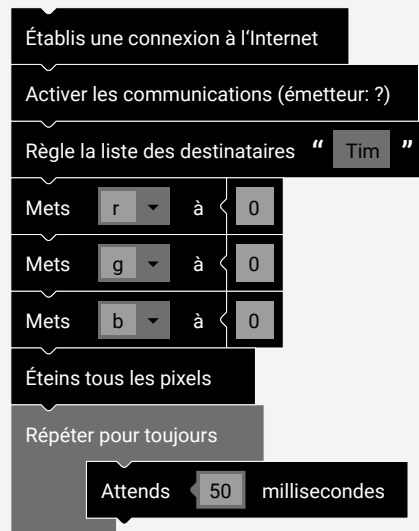 Établis une connexion à l'Internet
Activer les communications (émetteur: ?)
Règle la liste des destinataires “ Tim ”
Mets r à 0
Mets g à 0
Mets b à 0
Éteins tous les pixels
Répéter pour toujours
Attends 50 millisecondes